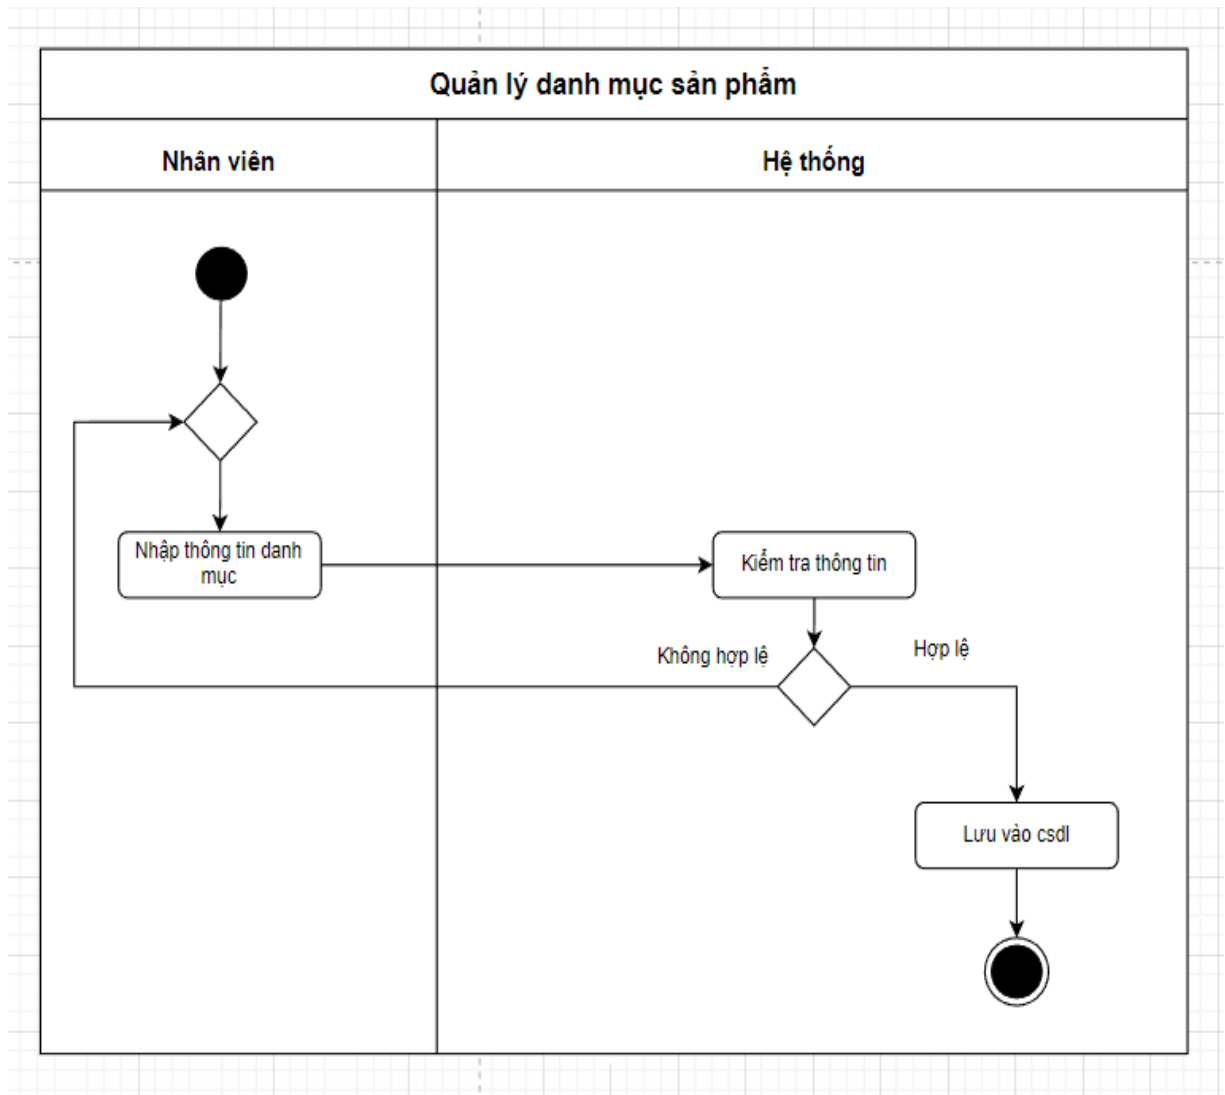 Quản lý danh mục sản phẩm
Nhân viên
Hệ thống
Nhập thông tin danh
mục
Kiểm tra thông tin
Không hợp lệ
Hợp lệ
Lưu vào csdl